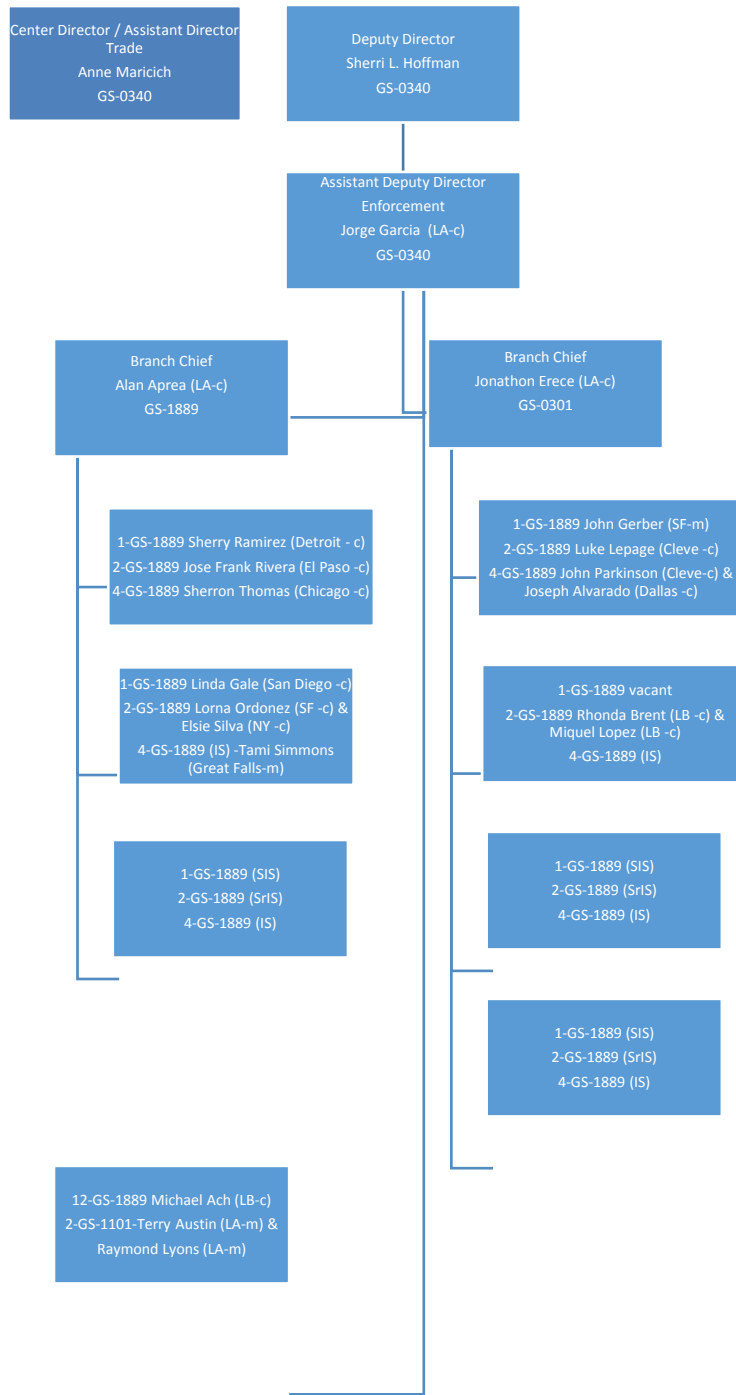 Center Director / Assistant Director
Trade
Anne Maricich
GS-0340
Deputy Director
Sherri L. Hoffman
GS-0340
Assistant Deputy Director
Enforcement
Jorge Garcia  (LA-c)
GS-0340
Branch Chief
Alan Aprea (LA-c)
GS-1889
Branch Chief
Jonathon Erece (LA-c)
GS-0301
1-GS-1889 Sherry Ramirez (Detroit - c)
2-GS-1889 Jose Frank Rivera (El Paso -c)
4-GS-1889 Sherron Thomas (Chicago -c)
1-GS-1889 John Gerber (SF-m)
2-GS-1889 Luke Lepage (Cleve -c)
4-GS-1889 John Parkinson (Cleve-c) &
Joseph Alvarado (Dallas -c)
1-GS-1889 Linda Gale (San Diego -c)
2-GS-1889 Lorna Ordonez (SF -c) &
Elsie Silva (NY -c)
4-GS-1889 (IS) -Tami Simmons
(Great Falls-m)
1-GS-1889 vacant
2-GS-1889 Rhonda Brent (LB -c) &
Miquel Lopez (LB -c)
4-GS-1889 (IS)
1-GS-1889 (SIS)
2-GS-1889 (SrIS)
4-GS-1889 (IS)
1-GS-1889 (SIS)
2-GS-1889 (SrIS)
4-GS-1889 (IS)
1-GS-1889 (SIS)
2-GS-1889 (SrIS)
4-GS-1889 (IS)
12-GS-1889 Michael Ach (LB-c)
2-GS-1101-Terry Austin (LA-m) &
Raymond Lyons (LA-m)